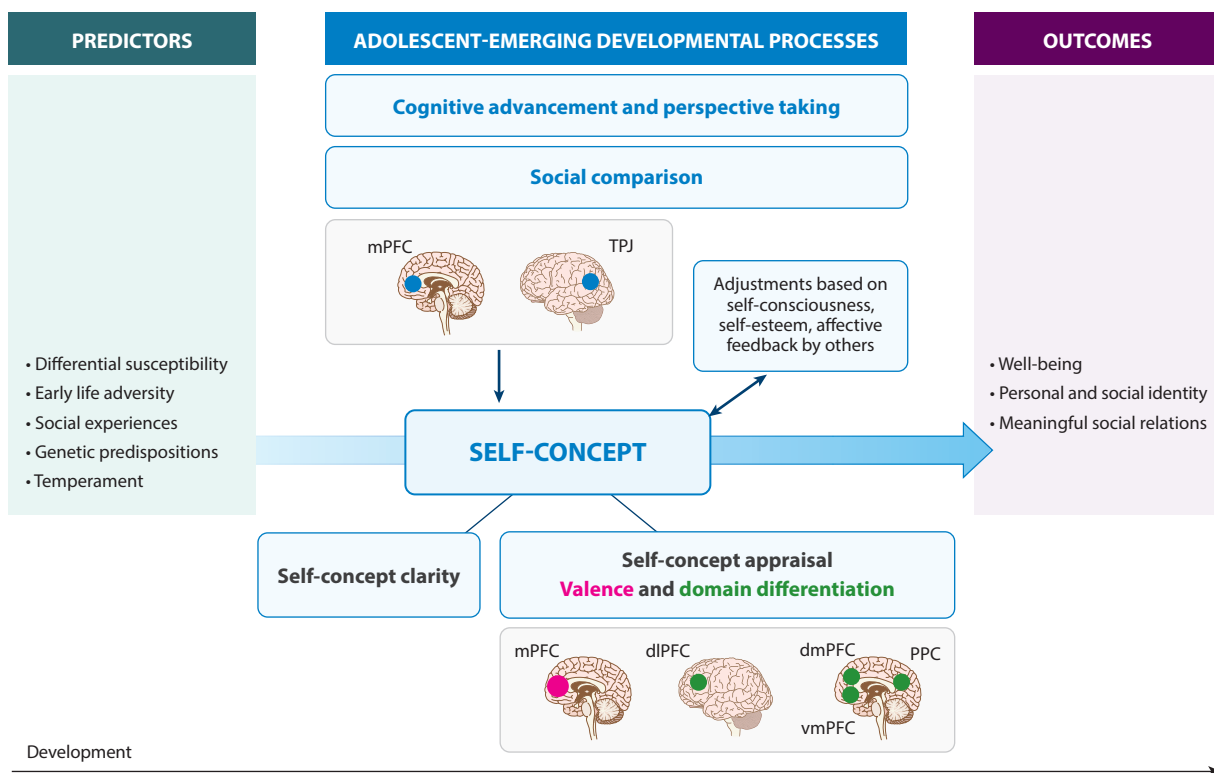 PREDICTORS
ADOLESCENT-EMERGING DEVELOPMENTAL PROCESSES
OUTCOMES
Cognitive advancement and perspective taking
Social comparison
mPFC
TPJ
Adjustments based on
self-consciousness,
self-esteem, affective
feedback by others
• Differential susceptibility
• Early life adversity
• Social experiences
• Genetic predispositions
• Temperament
• Well-being
• Personal and social identity
• Meaningful social relations
SELF-CONCEPT
Self-concept clarity
Self-concept appraisal
Valence and domain differentiation
mPFC
dlPFC
dmPFC
PPC
vmPFC
Development